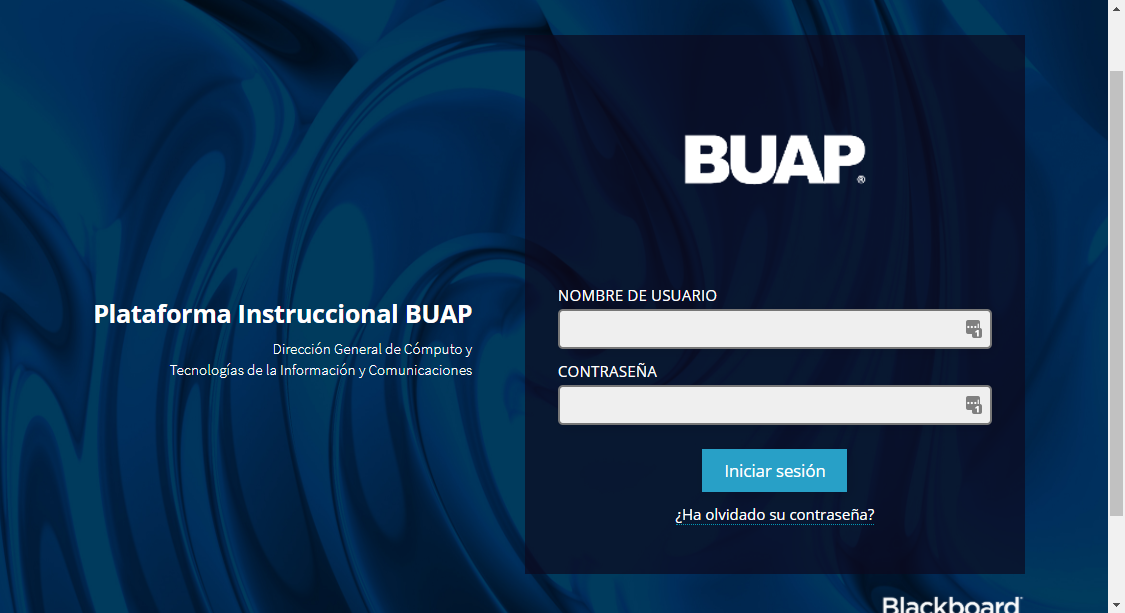 Plataforma Instruccional BUAP
Dirección General de Cómputo y
Tecnologías de la Información y Comunicaciones
BUAP®
NOMBRE DE USUARIO
CONTRASEÑA
Iniciar sesión
¿Ha olvidado su contraseña?
Blackboard